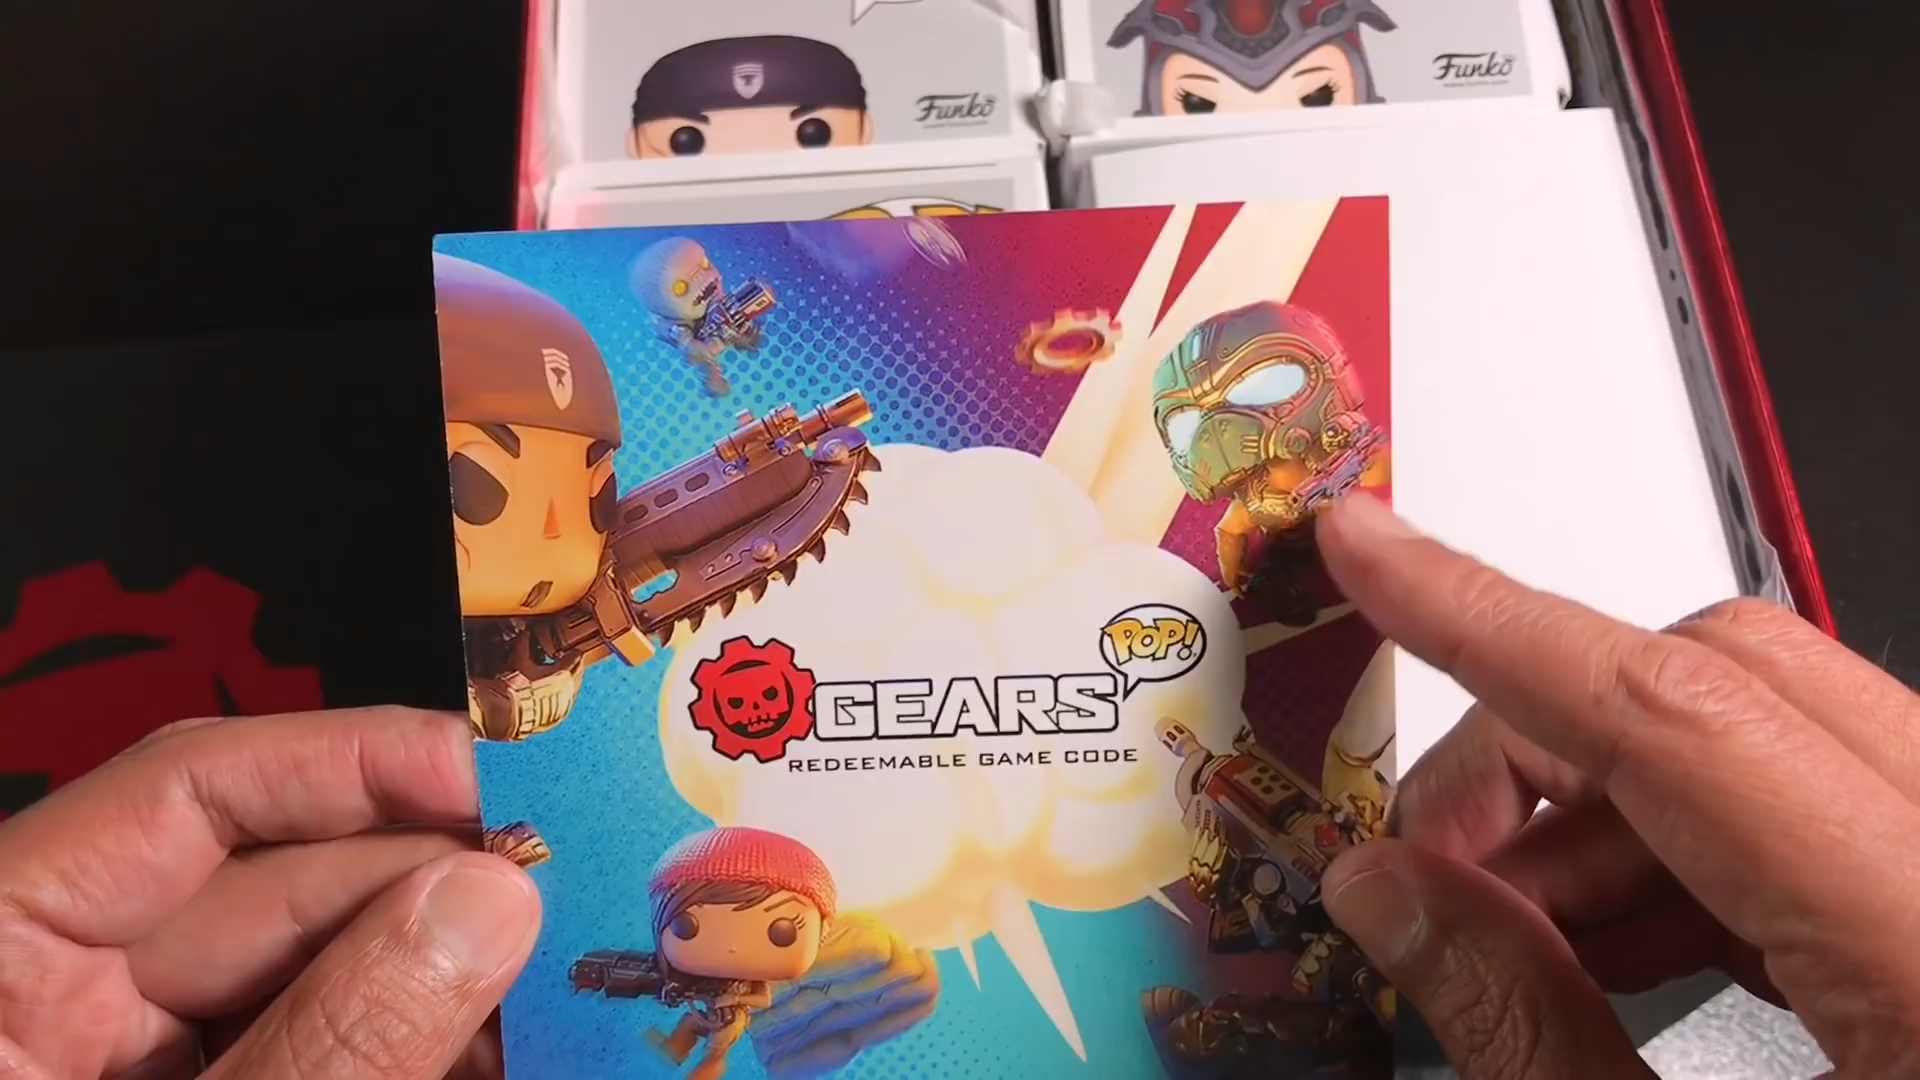 Funko
Funko
POP!
GEARS
REDEEMABLE GAME CODE